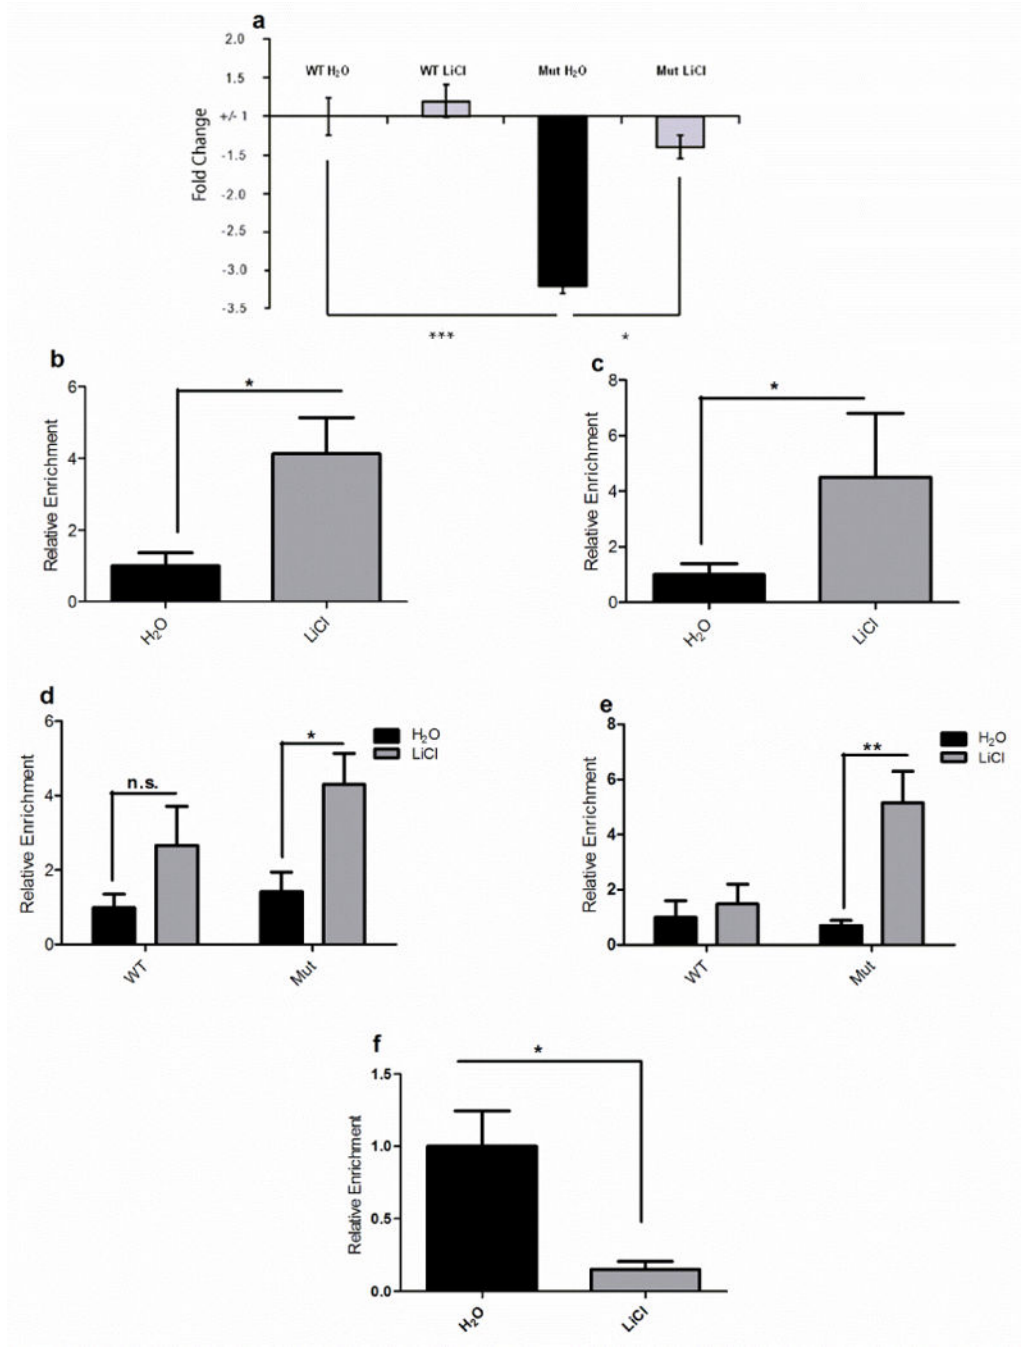 a
2.0
WT H₂O WT LiCl Mut H₂O Mut LiCl
1.5
+/- 1
-1.5
-2.0
-2.5
-3.0
-3.5
Fold Change
*** *
b
6
4
2
0
Relative Enrichment
*
H₂O LiCl
c
8
6
4
2
0
Relative Enrichment
*
H₂O LiCl
d
6
4
2
0
Relative Enrichment
n.s. *
H₂O
LiCl
WT Mut
e
8
6
4
2
0
Relative Enrichment
**
H₂O
LiCl
WT Mut
f
1.5
1.0
0.5
0.0
Relative Enrichment
*
H₂O LiCl